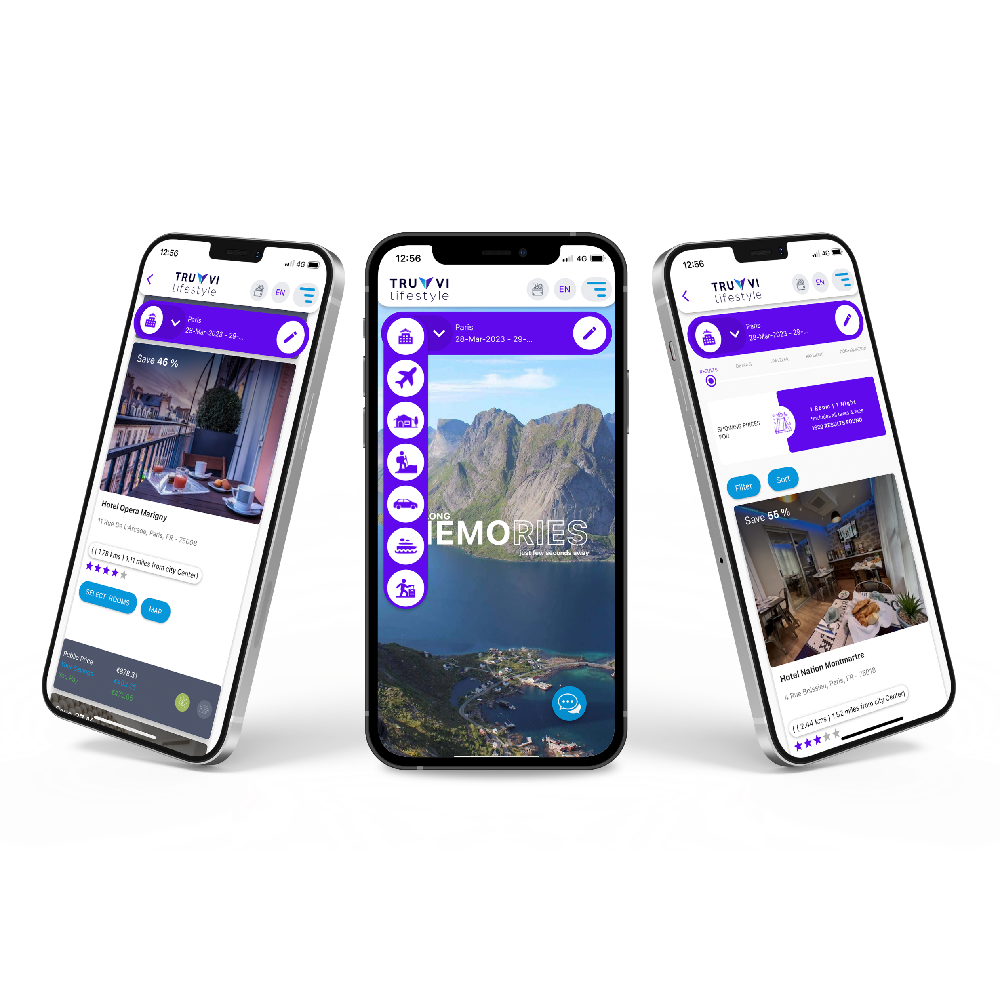 12:56
4G
TRUVVI
Lifestyle
EN
Paris
28-Mar-2023 - 29-...
Save 46 %
Hotel Opera Marigny
11 Rue De L'Arcade, Paris, FR - 75008
( ( 1.78 kms ) 1.11 miles from city Center)
SELECT ROOMS
MAP
Public Price €878.31
Your Savings €403.26
You Pay €475.05
Save 37 %
12:56
4G
TRUVVI
Lifestyle
EN
Paris
28-Mar-2023 - 29-...
LONG
MEMORIES
just few seconds away
12:56
4G
TRUVVI
Lifestyle
EN
Paris
28-Mar-2023 - 29-...
RESULTS DETAILS TRAVELER PAYMENT CONFIRMATION
SHOWING PRICES
FOR
1 Room | 1 Night
*Includes all taxes & fees
1620 RESULTS FOUND
Filter
Sort
Save 55 %
Hotel Nation Montmartre
4 Rue Boissieu, Paris, FR - 75018
( ( 2.44 kms ) 1.52 miles from city Center)